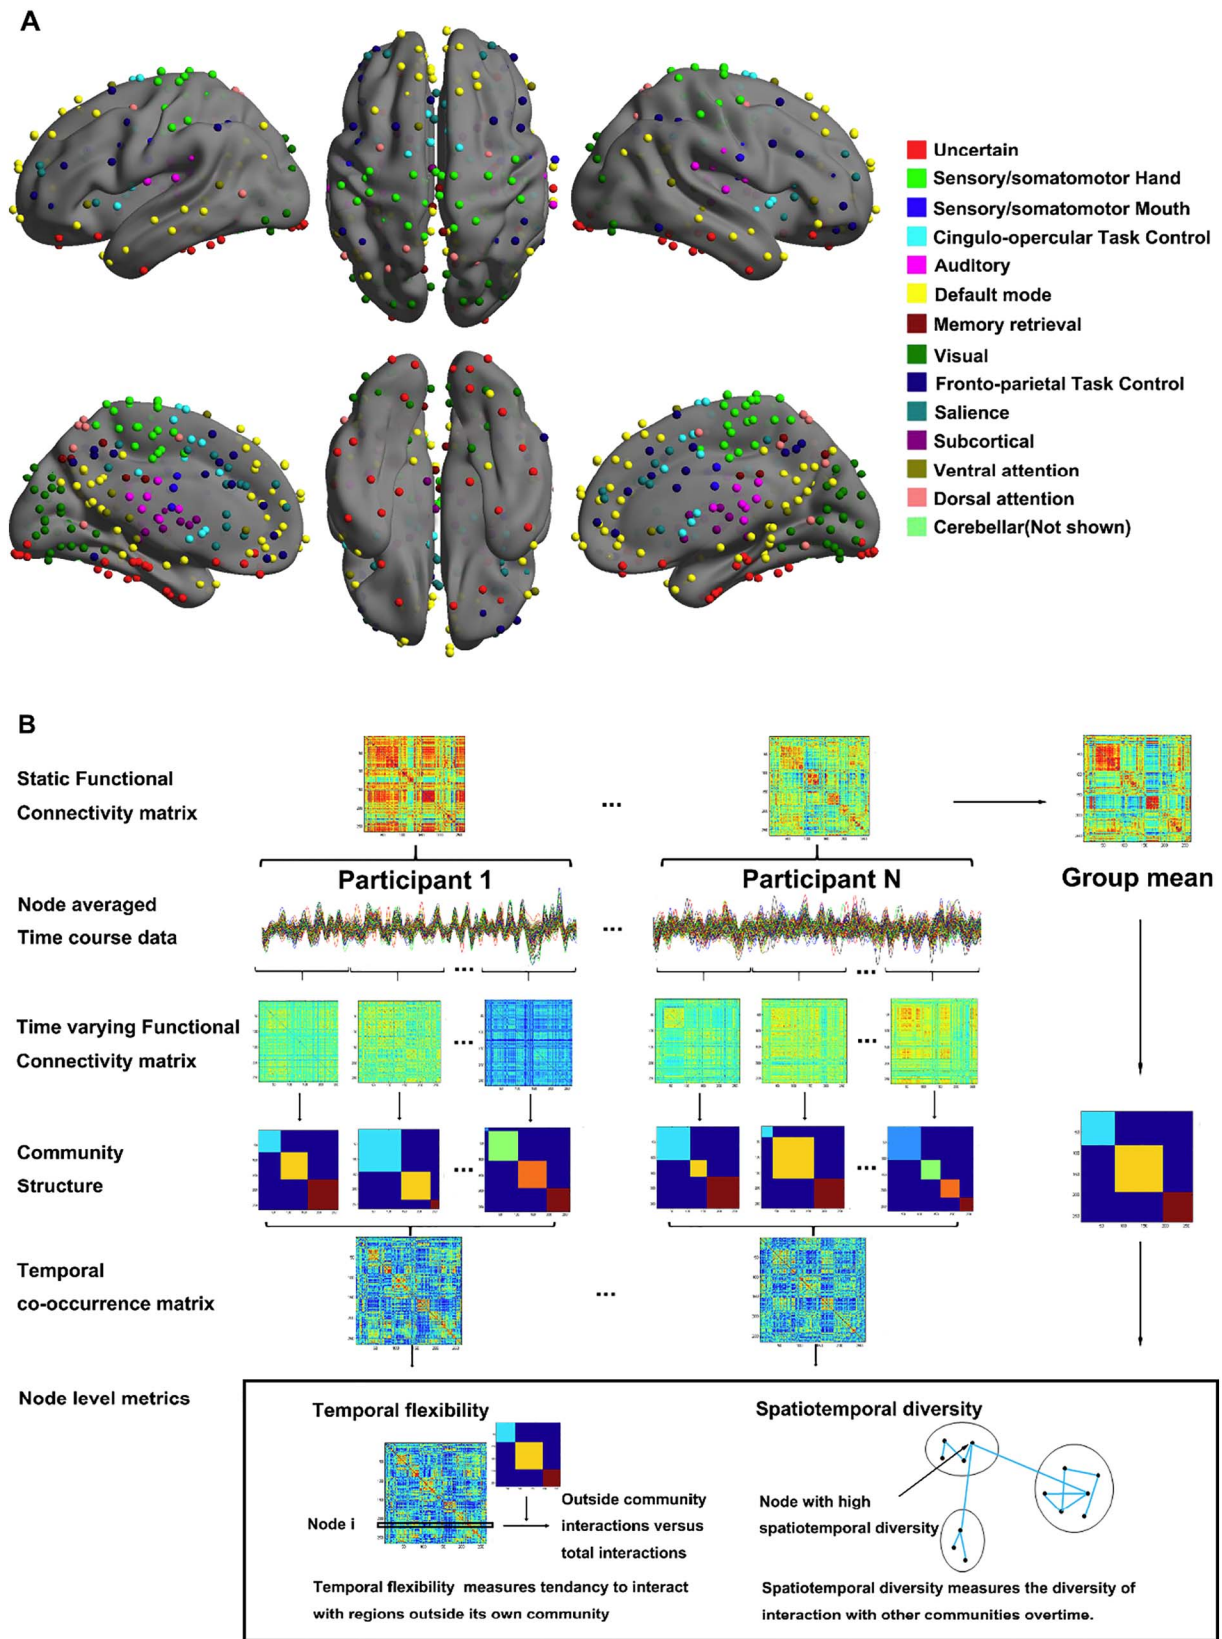 A
Uncertain
Sensory/somatomotor Hand
Sensory/somatomotor Mouth
Cingulo-opercular Task Control
Auditory
Default mode
Memory retrieval
Visual
Fronto-parietal Task Control
Salience
Subcortical
Ventral attention
Dorsal attention
Cerebellar(Not shown)
B
Static Functional
Connectivity matrix
...
Participant 1
Participant N
Group mean
Node averaged
Time course data
...
...
...
Time varying Functional
Connectivity matrix
...
...
Community
Structure
...
...
Temporal
co-occurrence matrix
...
Node level metrics
Temporal flexibility
Node i
Outside community
interactions versus
total interactions
Temporal flexibility measures tendancy to interact
with regions outside its own community
Spatiotemporal diversity
Node with high
spatiotemporal diversity
Spatiotemporal diversity measures the diversity of
interaction with other communities overtime.